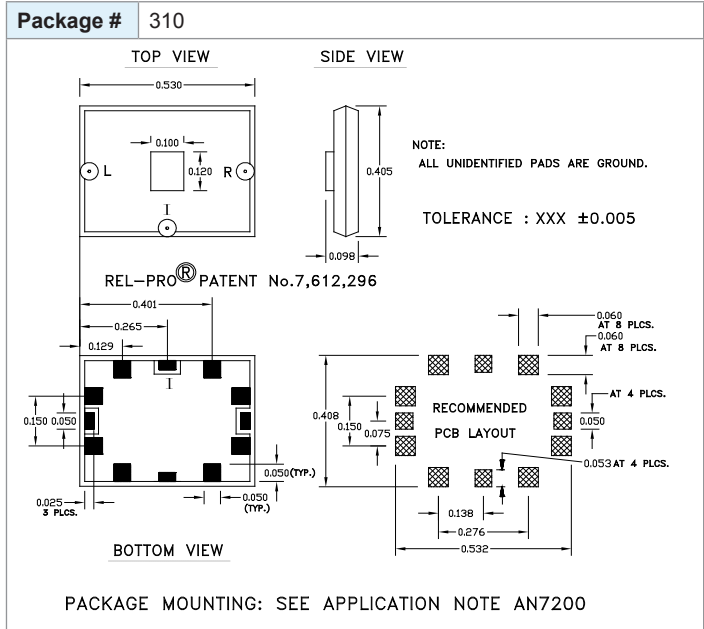 Package # 310
TOP VIEW
SIDE VIEW
0.530
0.100
0.120
L
R
I
0.405
0.098
NOTE:
ALL UNIDENTIFIED PADS ARE GROUND.
TOLERANCE : XXX ±0.005
REL-PRO® PATENT No.7,612,296
0.401
0.265
0.129
I
0.150
0.050
0.025
3 PLCS.
0.050(TYP.)
0.050
(TYP.)
BOTTOM VIEW
0.060
AT 8 PLCS.
0.060
AT 8 PLCS.
0.408
0.150
0.075
RECOMMENDED
PCB LAYOUT
AT 4 PLCS.
0.050
0.053 AT 4 PLCS.
0.138
0.276
0.532
PACKAGE MOUNTING: SEE APPLICATION NOTE AN7200